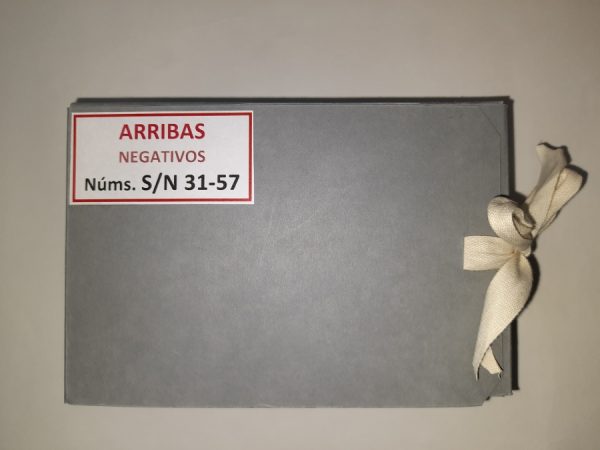 ARRIBAS
NEGATIVOS
Núms. S/N 31-57